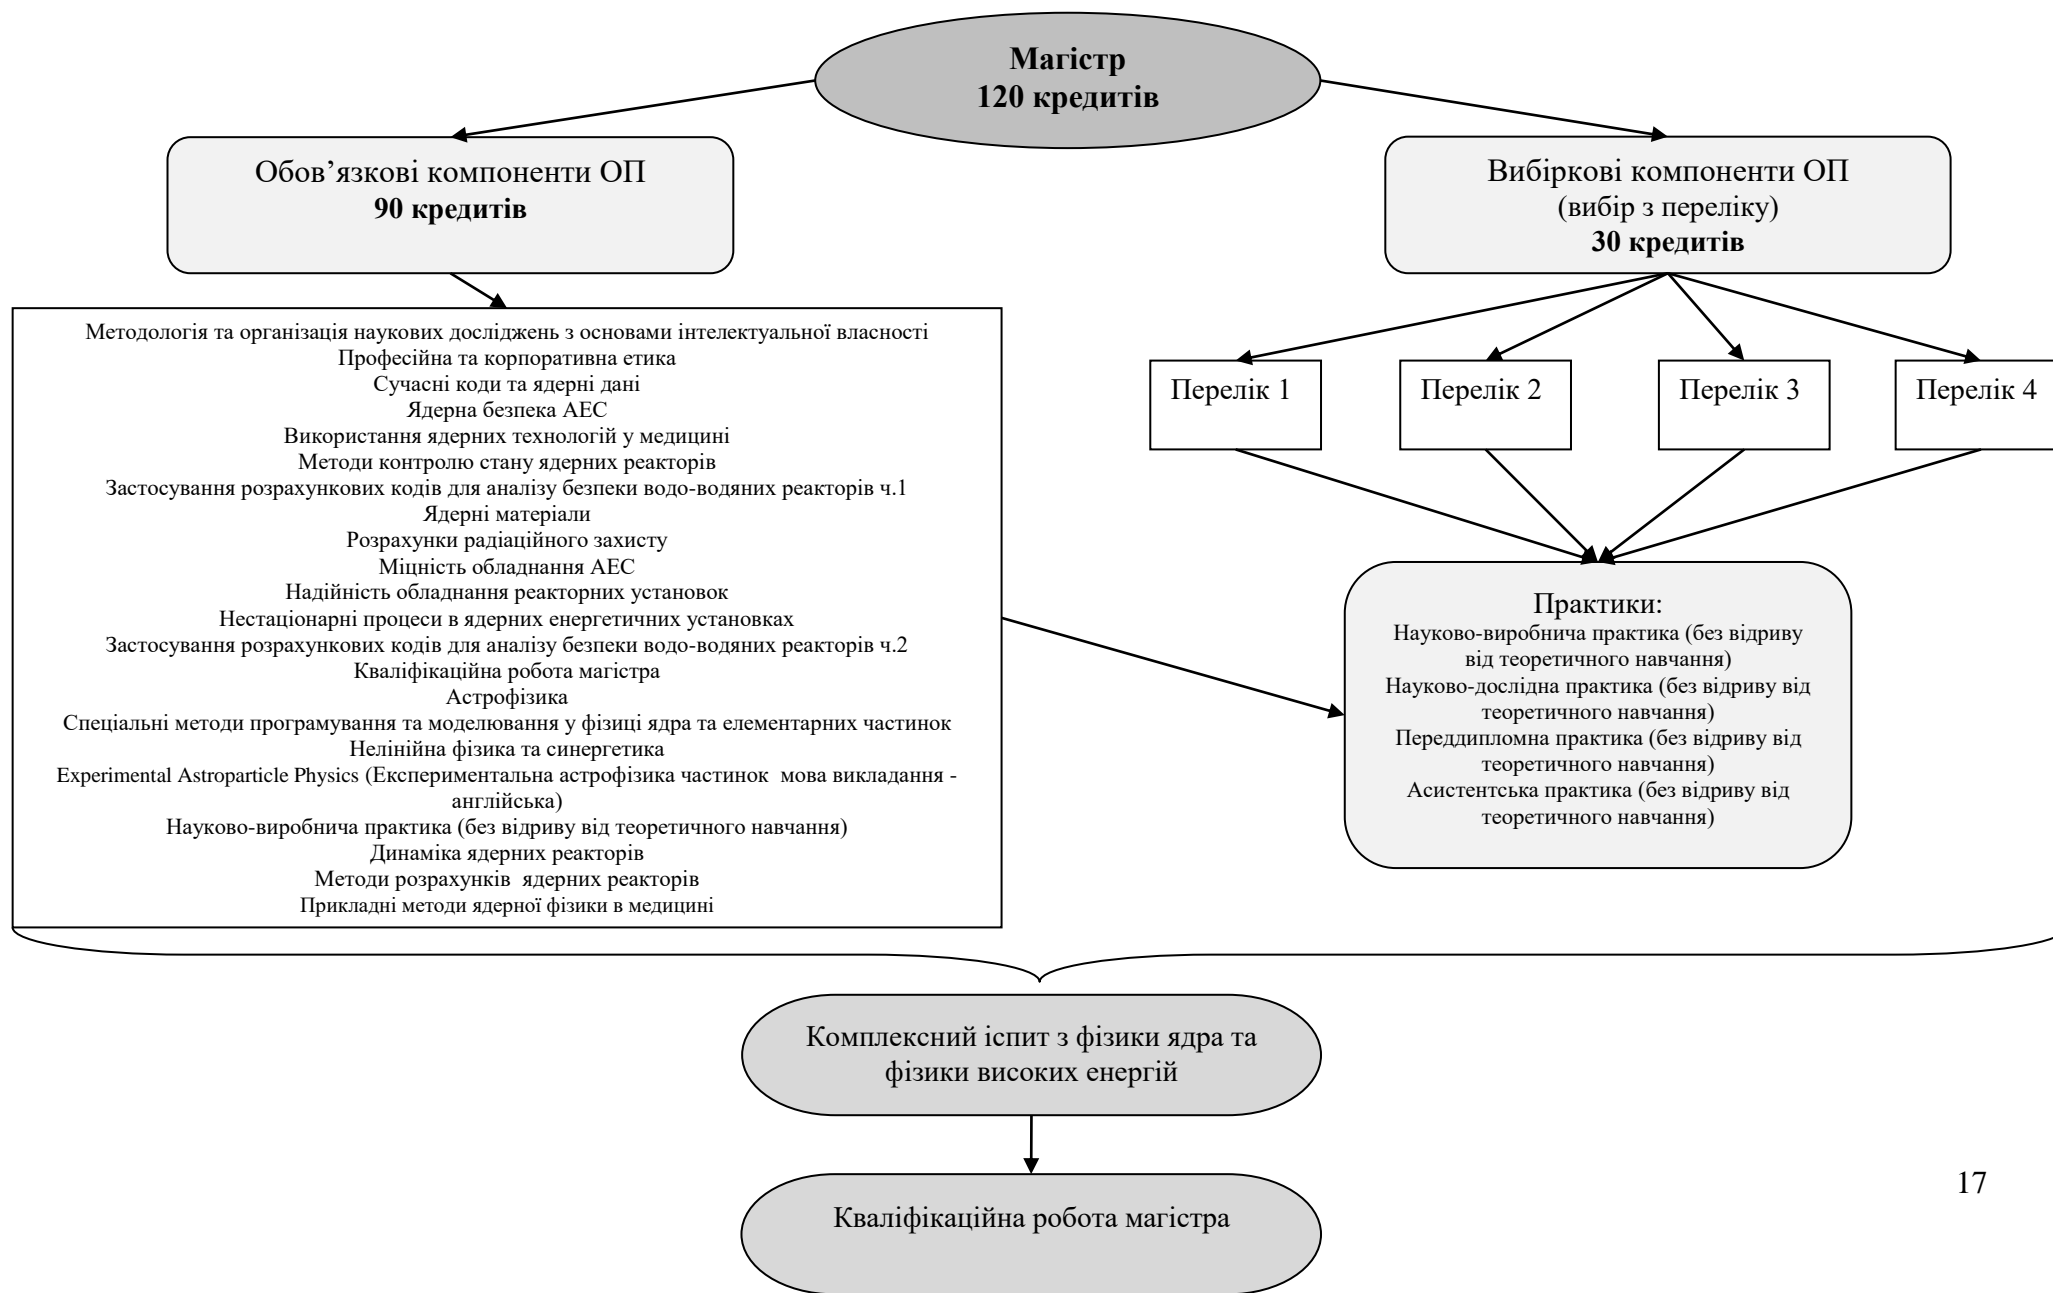 Магістр
120 кредитів
Обов’язкові компоненти ОП
90 кредитів
Вибіркові компоненти ОП
(вибір з переліку)
30 кредитів
Методологія та організація наукових досліджень з основами інтелектуальної власності
Професійна та корпоративна етика
Сучасні коди та ядерні дані
Ядерна безпека АЕС
Використання ядерних технологій у медицині
Методи контролю стану ядерних реакторів
Застосування розрахункових кодів для аналізу безпеки водо-водяних реакторів ч.1
Ядерні матеріали
Розрахунки радіаційного захисту
Міцність обладнання АЕС
Надійність обладнання реакторних установок
Нестаціонарні процеси в ядерних енергетичних установках
Застосування розрахункових кодів для аналізу безпеки водо-водяних реакторів ч.2
Кваліфікаційна робота магістра
Астрофізика
Спеціальні методи програмування та моделювання у фізиці ядра та елементарних частинок
Нелінійна фізика та синергетика
Experimental Astroparticle Physics (Експериментальна астрофізика частинок  мова викладання -
англійська)
Науково-виробнича практика (без відриву від теоретичного навчання)
Динаміка ядерних реакторів
Методи розрахунків  ядерних реакторів
Прикладні методи ядерної фізики в медицині
Перелік 1
Перелік 2
Перелік 3
Перелік 4
Практики:
Науково-виробнича практика (без відриву
від теоретичного навчання)
Науково-дослідна практика (без відриву від
теоретичного навчання)
Переддипломна практика (без відриву від
теоретичного навчання)
Асистентська практика (без відриву від
теоретичного навчання)
Комплексний іспит з фізики ядра та
фізики високих енергій
Кваліфікаційна робота магістра
17